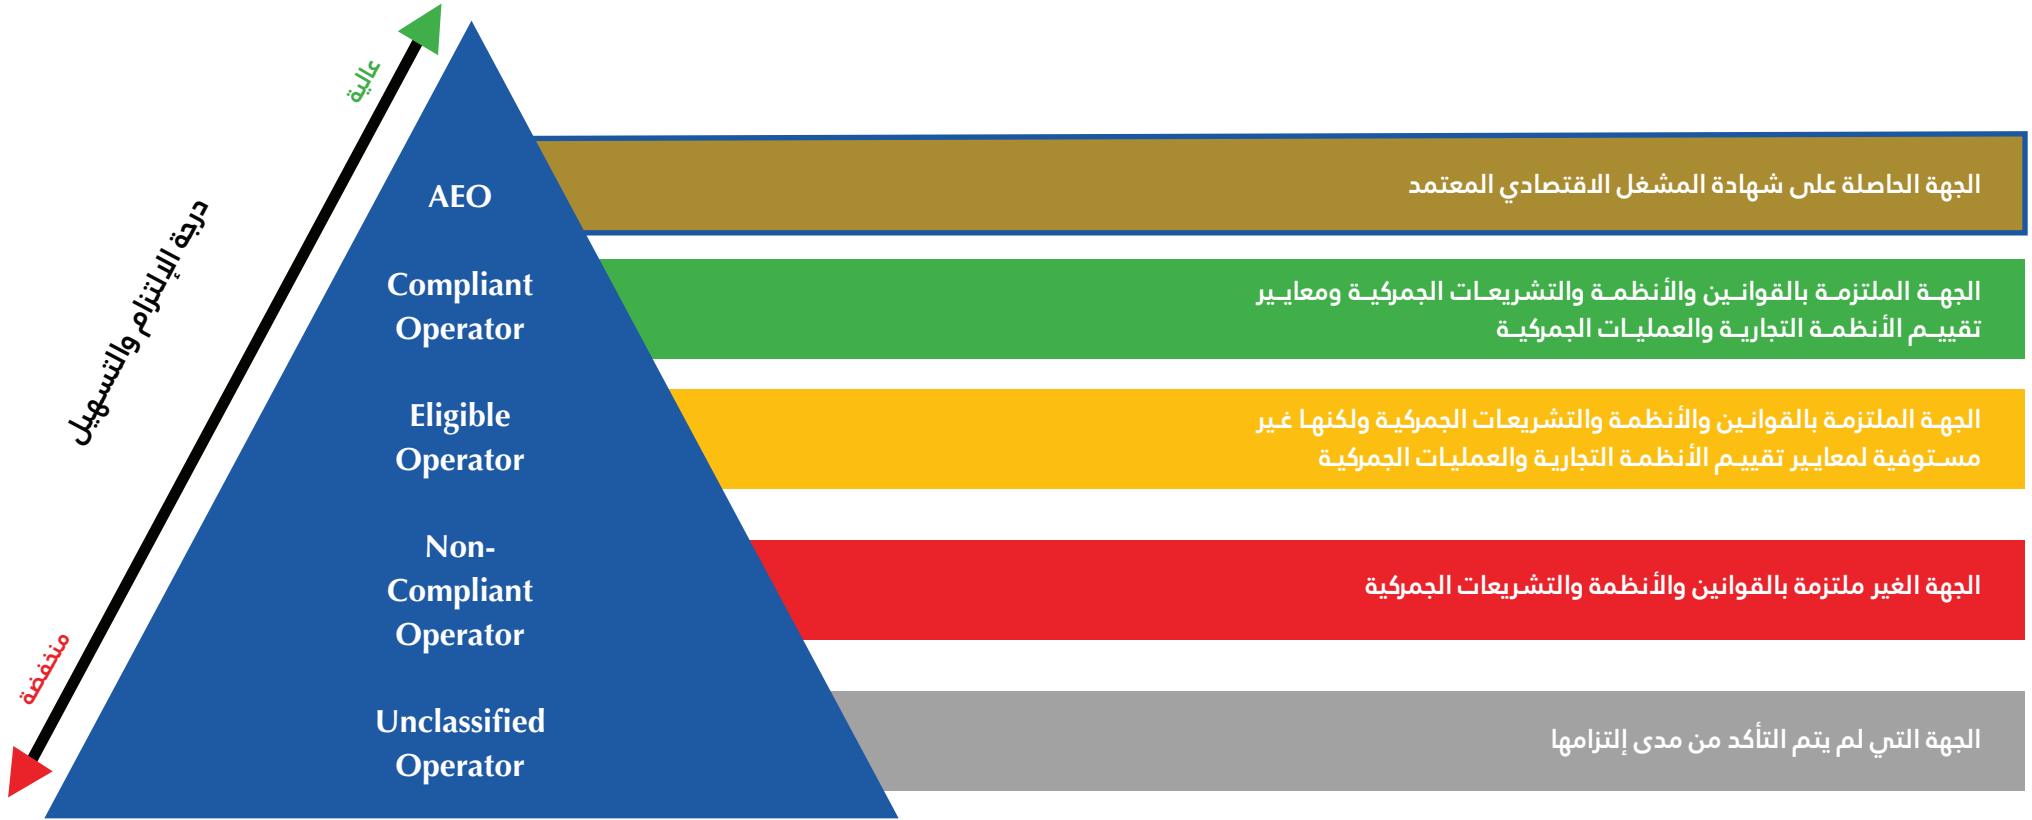 عالية
درجة الإلتزام والتسهيل
منخفضة
AEO
الجهة الحاصلة على شهادة المشغل الاقتصادي المعتمد
Compliant
Operator
الجهة الملتزمة بالقوانين والأنظمة والتشريعات الجمركية ومعايير
تقييم الأنظمة التجارية والعمليات الجمركية
Eligible
Operator
الجهة الملتزمة بالقوانين والأنظمة والتشريعات الجمركية ولكنها غير
مستوفية لمعايير تقييم الأنظمة التجارية والعمليات الجمركية
Non-
Compliant
Operator
الجهة الغير ملتزمة بالقوانين والأنظمة والتشريعات الجمركية
Unclassified
Operator
الجهة التي لم يتم التأكد من مدى إلتزامها